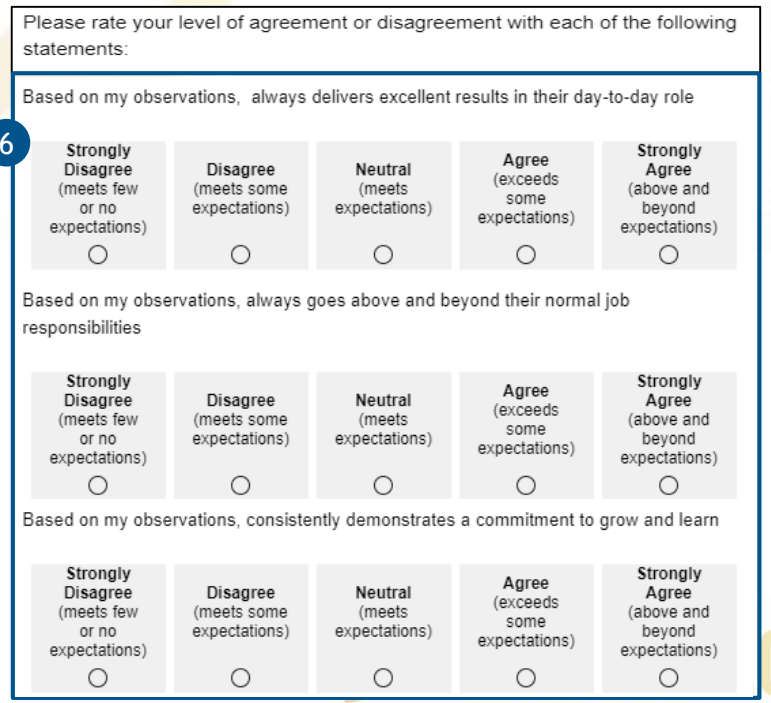 Please rate your level of agreement or disagreement with each of the following
statements:
Based on my observations,  always delivers excellent results in their day-to-day role
6
Strongly Disagree (meets few or no expectations)
Disagree (meets some expectations)
Neutral (meets expectations)
Agree (exceeds some expectations)
Strongly Agree (above and beyond expectations)
Based on my observations, always goes above and beyond their normal job
responsibilities
Strongly Disagree (meets few or no expectations)
Disagree (meets some expectations)
Neutral (meets expectations)
Agree (exceeds some expectations)
Strongly Agree (above and beyond expectations)
Based on my observations, consistently demonstrates a commitment to grow and learn
Strongly Disagree (meets few or no expectations)
Disagree (meets some expectations)
Neutral (meets expectations)
Agree (exceeds some expectations)
Strongly Agree (above and beyond expectations)